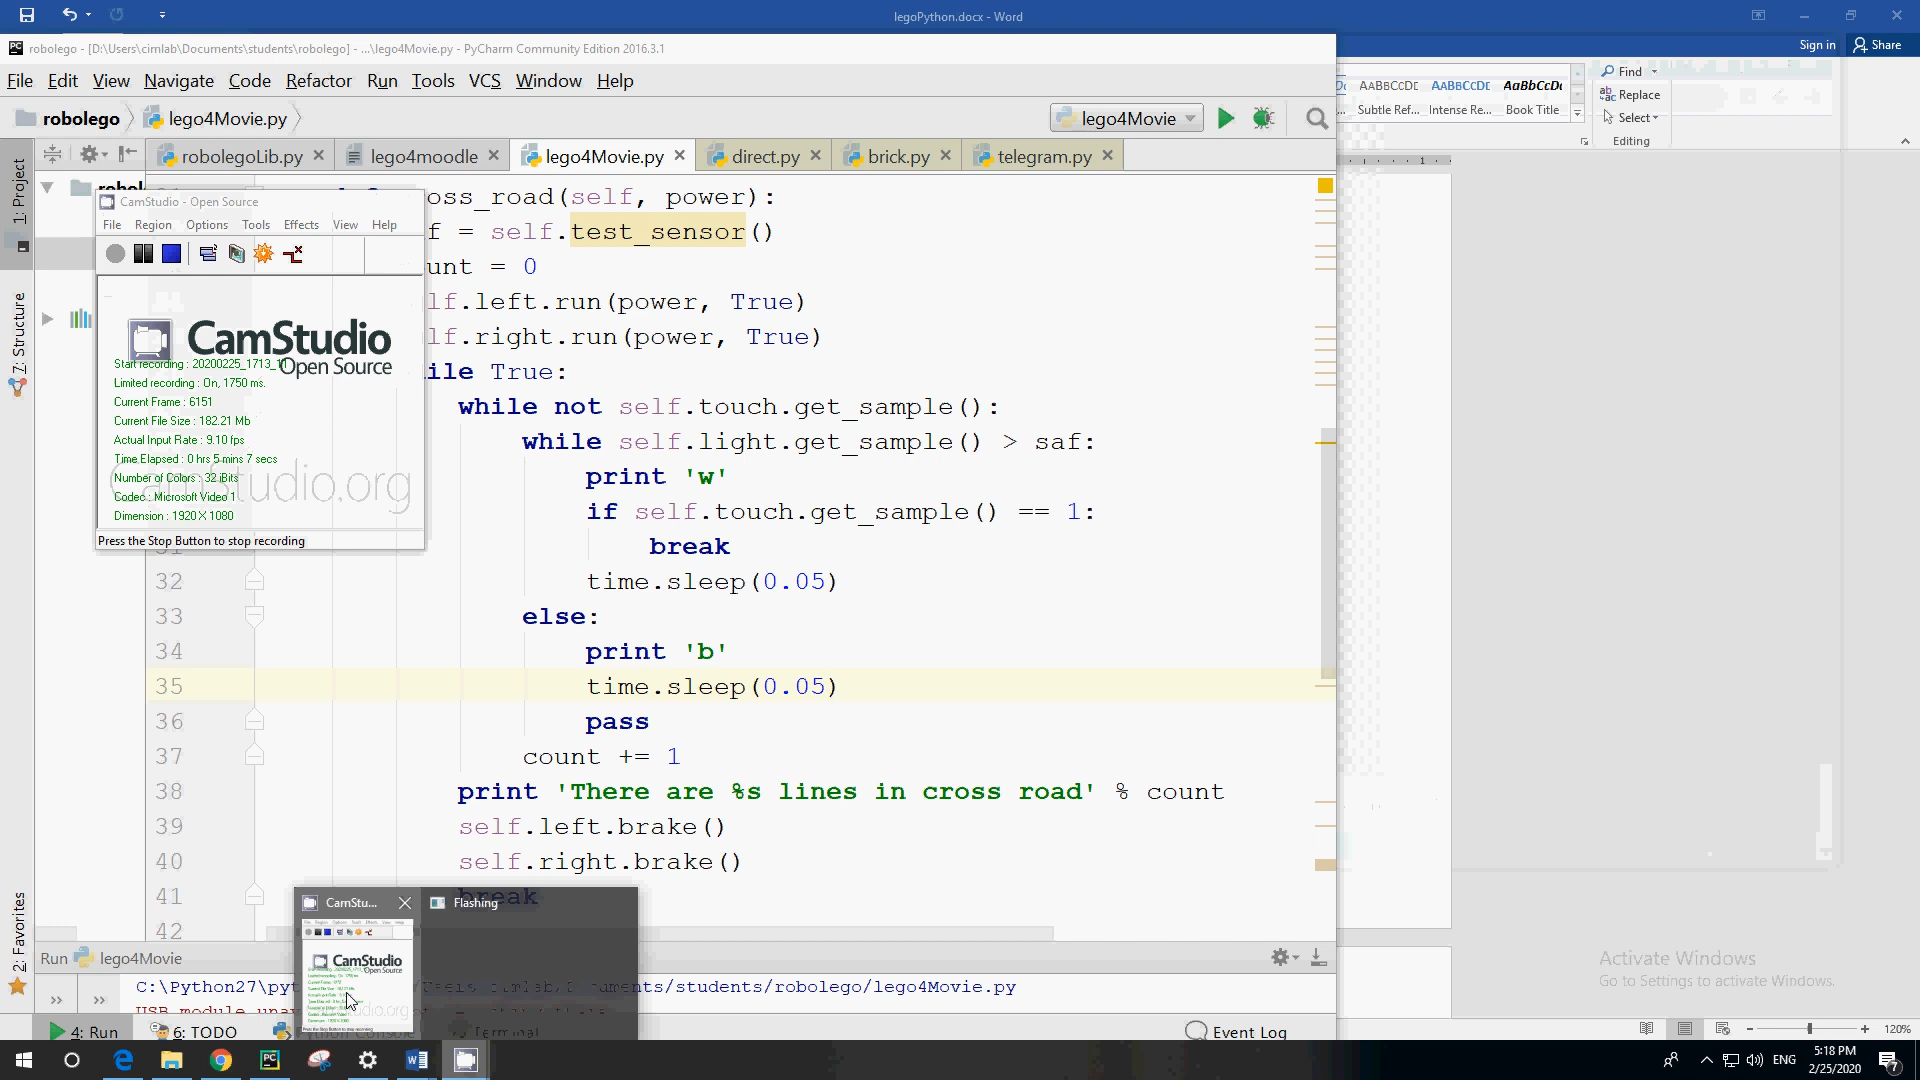 legoPython.docx - Word
Sign in
Share
robolego - [D:\Users\cimlab\Documents\students\robolego] - ...\lego4Movie.py - PyCharm Community Edition 2016.3.1
File Edit View Navigate Code Refactor Run Tools VCS Window Help
Find
Replace
Select
AABBCCDE AABBCCDE AaBbCcDt
Subtle Ref... Intense Re... Book Title
Editing
robolego lego4Movie.py
lego4Movie
robolegoLib.py lego4moodle lego4Movie.py direct.py brick.py telegram.py
1: Project
7: Structure
2: Favorites
CamStudio - Open Source
File Region Options Tools Effects View Help
CamStudio
Open Source
Start recording : 20200225_1713_
Limited recording : On, 1750 ms.
Current Frame : 6151
Current File Size : 182.21 Mb
Actual Input Rate : 9.10 fps
Time Elapsed : 0 hrs 5 mins 7 secs
Number of Colors : 32 iBits
Codec : Microsoft Video 1
Dimension : 1920 X 1080
CamStudio.org
Press the Stop Button to stop recording
oss_road(self, power):
f = self.test_sensor()
unt = 0
lf.left.run(power, True)
lf.right.run(power, True)
ile True:
while not self.touch.get_sample():
while self.light.get_sample() > saf:
print 'w'
if self.touch.get_sample() == 1:
break
32 time.sleep(0.05)
33 else:
34 print 'b'
35 time.sleep(0.05)
36 pass
37 count += 1
38 print 'There are %s lines in cross road' % count
39 self.left.brake()
40 self.right.brake()
41 break
42
CamStu... Flashing
Run lego4Movie
C:\Python27\pyt uments/students/robolego/lego4Movie.py
4: Run 6: TODO Python Console Terminal Event Log
Activate Windows
Go to Settings to activate Windows.
120%
ENG
5:18 PM
2/25/2020
7